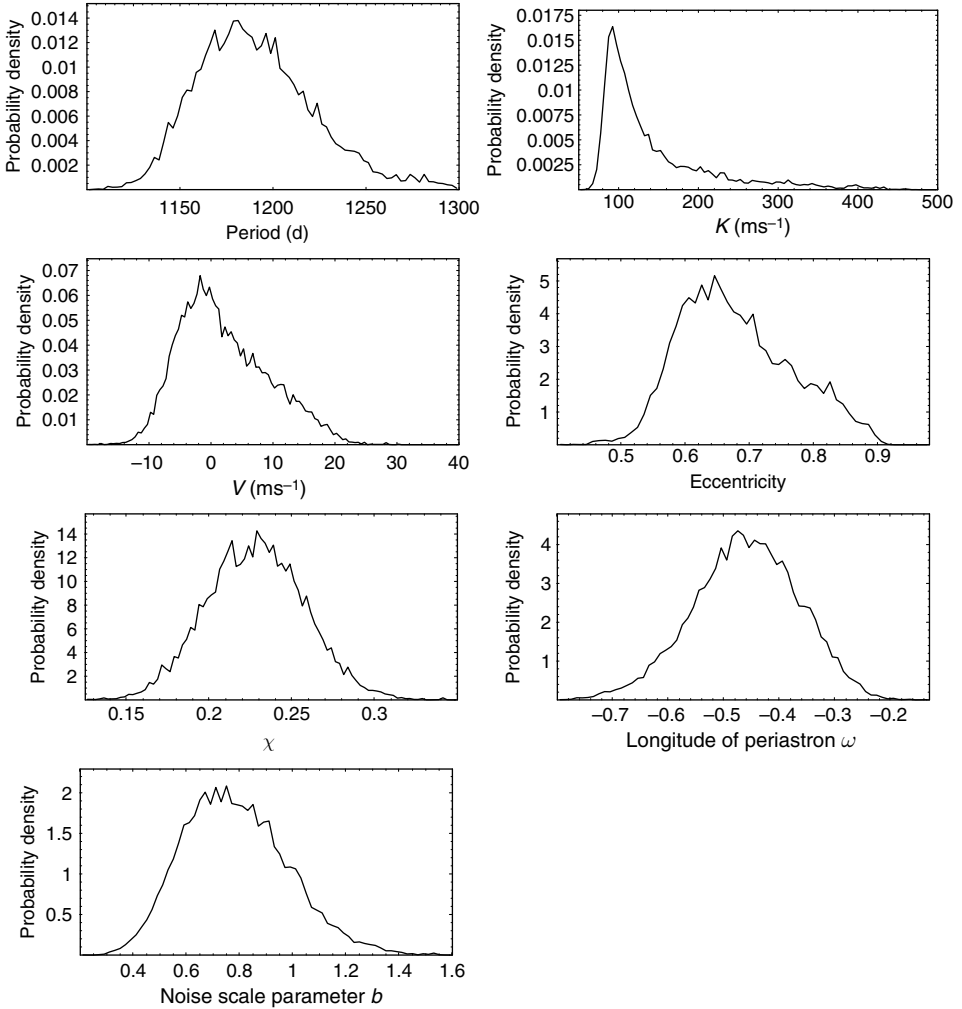 Probability density
0.014
0.012
0.01
0.008
0.006
0.004
0.002
1150 1200 1250 1300
Period (d)
Probability density
0.0175
0.015
0.0125
0.01
0.0075
0.005
0.0025
100 200 300 400 500
K (ms⁻¹)
Probability density
0.07
0.06
0.05
0.04
0.03
0.02
0.01
−10 0 10 20 30 40
V (ms⁻¹)
Probability density
5
4
3
2
1
0.5 0.6 0.7 0.8 0.9
Eccentricity
Probability density
14
12
10
8
6
4
2
0.15 0.2 0.25 0.3
χ
Probability density
4
3
2
1
−0.7 −0.6 −0.5 −0.4 −0.3 −0.2
Longitude of periastron ω
Probability density
2
1.5
1
0.5
0.4 0.6 0.8 1 1.2 1.4 1.6
Noise scale parameter b